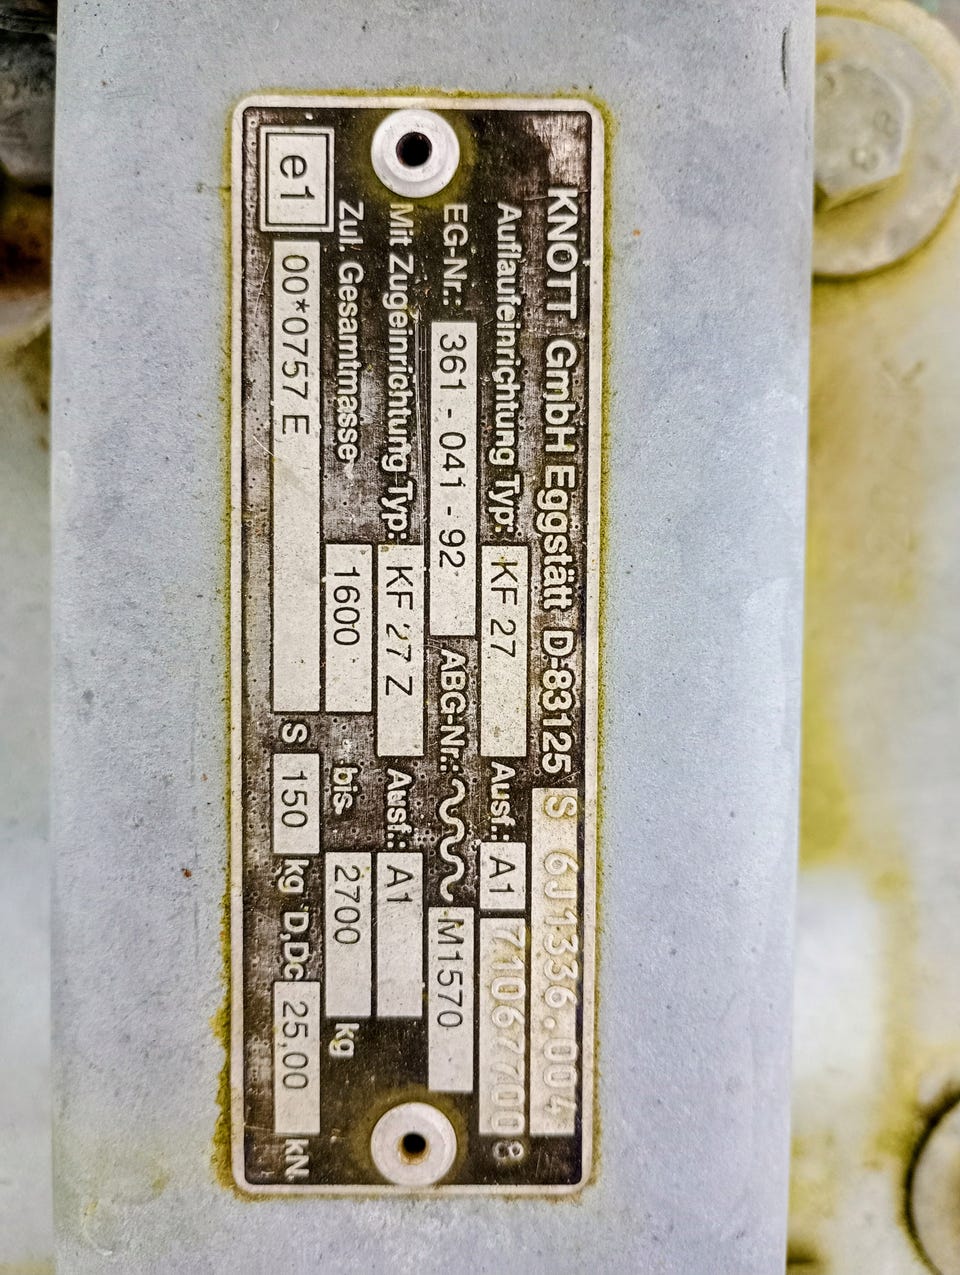 KNOTT GmbH Eggstätt D-83125 S 6J1336.004
Auflaufeinrichtung Typ: KF 27 Ausf.: A1
EG-Nr.: 361 - 041 - 92 ABG-Nr.: M1570
Mit Zugeinrichtung Typ: KF 27 Z Ausf.: A1
Zul. Gesamtmasse 1600 bis 2700 kg
e1 00*0757 E S 150 kg D,Dc 25,00 kN